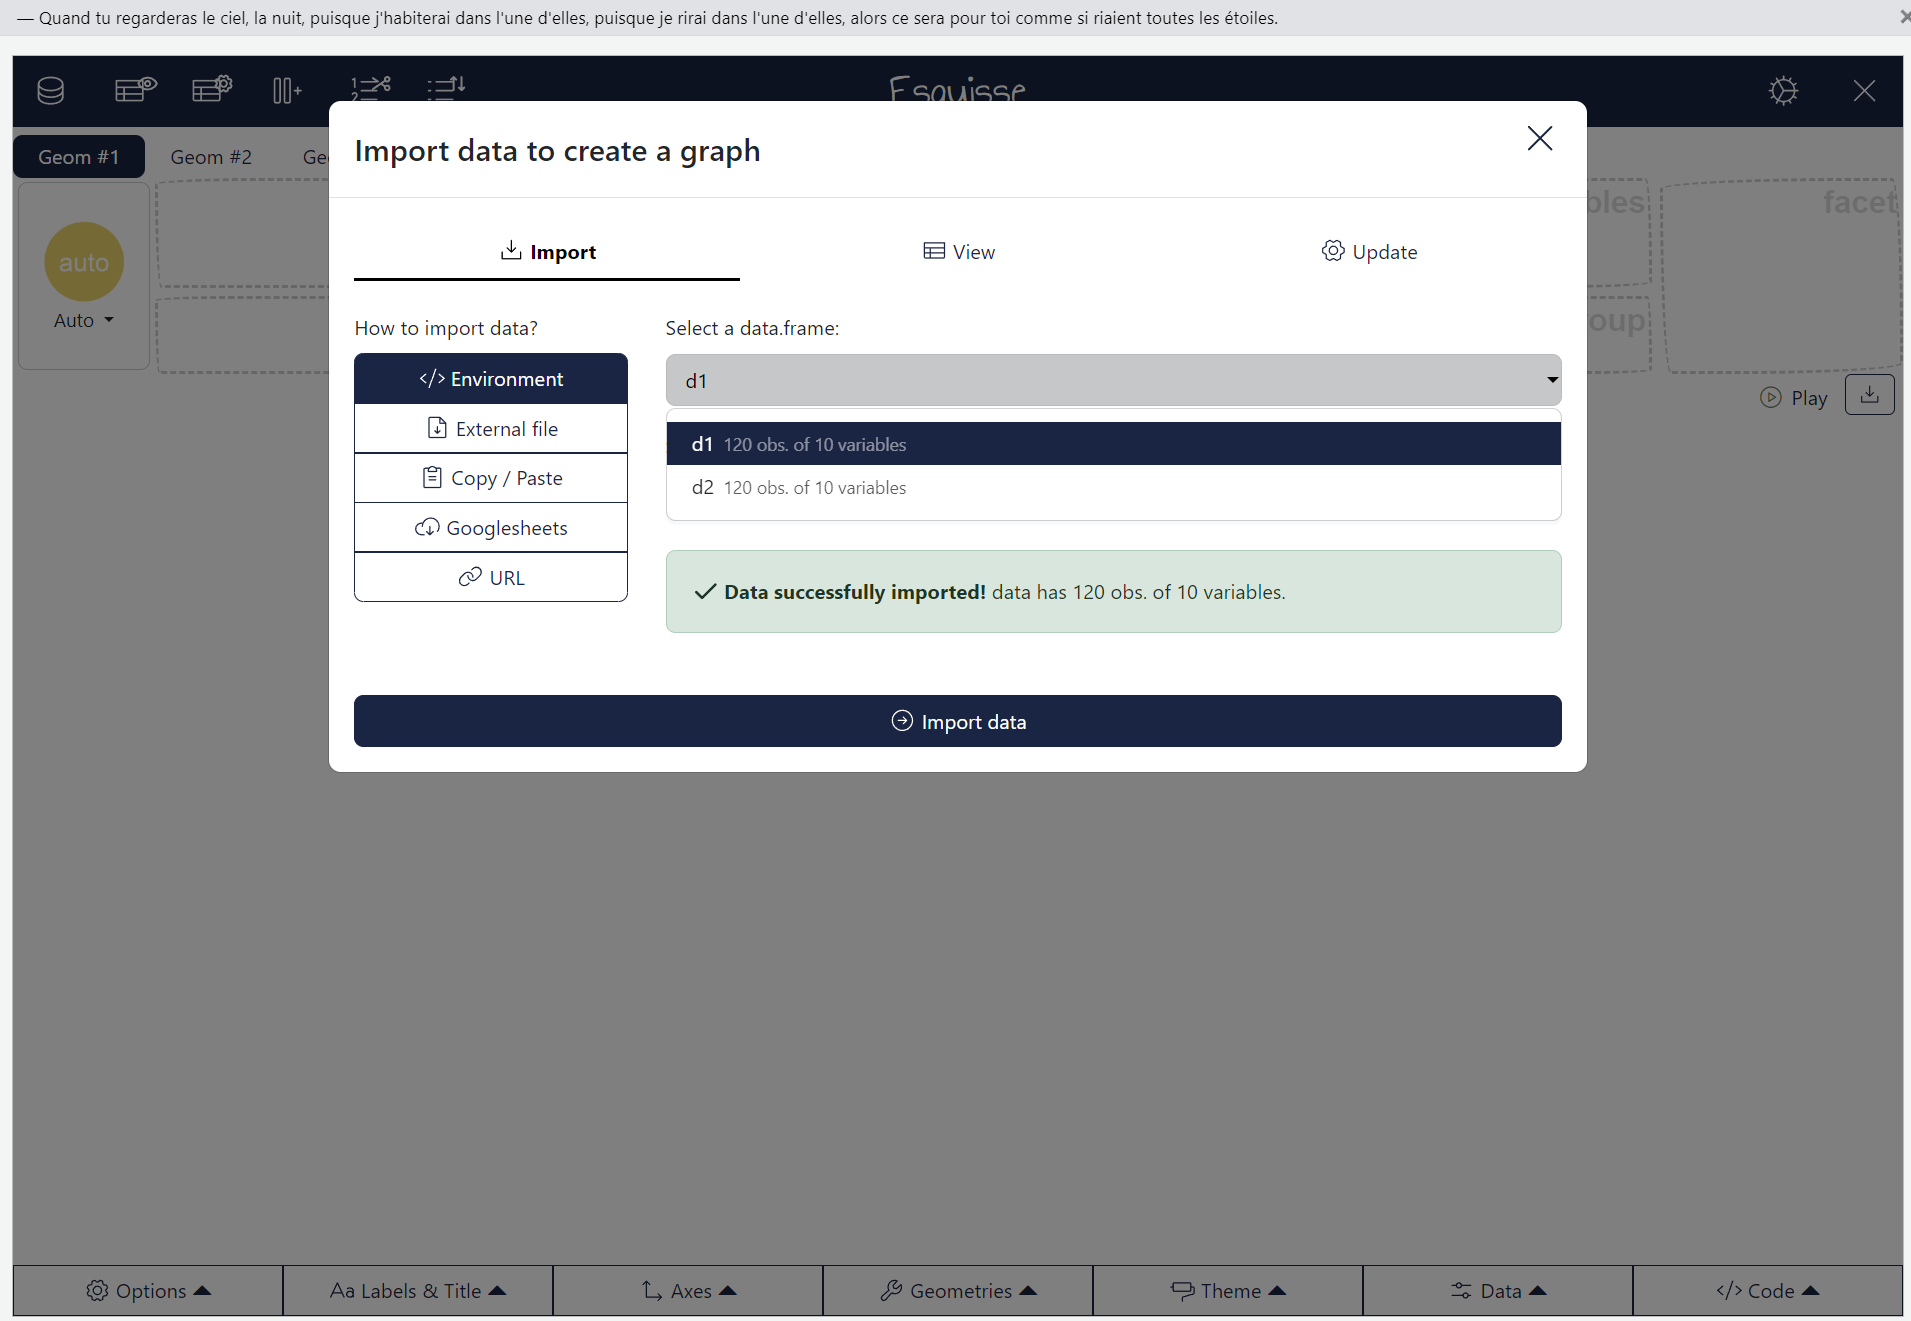 — Quand tu regarderas le ciel, la nuit, puisque j'habiterai dans l'une d'elles, puisque je rirai dans l'une d'elles, alors ce sera pour toi comme si riaient toutes les étoiles.
Esquisse
Import data to create a graph
Geom #1 Geom #2 Ge
bles facet
Import View Update
auto
Auto
How to import data? Select a data.frame:
oup
Environment d1
Play
External file d1 120 obs. of 10 variables
Copy / Paste d2 120 obs. of 10 variables
Googlesheets
URL Data successfully imported! data has 120 obs. of 10 variables.
Import data
Options Aa Labels & Title Axes Geometries Theme Data </> Code